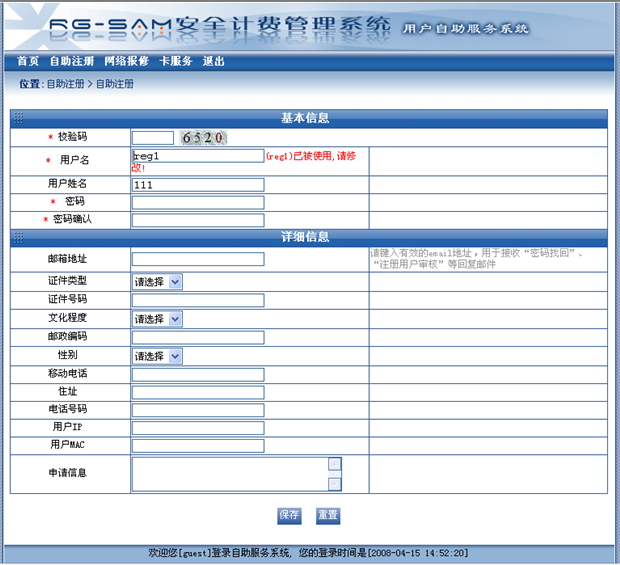 RG-SAM安全计费管理系统 用户自助服务系统
首页 自助注册 网络报修 卡服务 退出
位置:自助注册 > 自助注册
基本信息
* 校验码 6520
* 用户名 reg1 (reg1)已被使用,请修
改!
用户姓名 111
* 密码
* 密码确认
详细信息
邮箱地址 请键入有效的email地址，用于接收“密码找回”、
“注册用户审核”等回复邮件
证件类型 请选择
证件号码
文化程度 请选择
邮政编码
性别 请选择
移动电话
住址
电话号码
用户IP
用户MAC
申请信息
保存 重置
欢迎您[guest]登录自助服务系统, 您的登录时间是[2008-04-15 14:52:20]